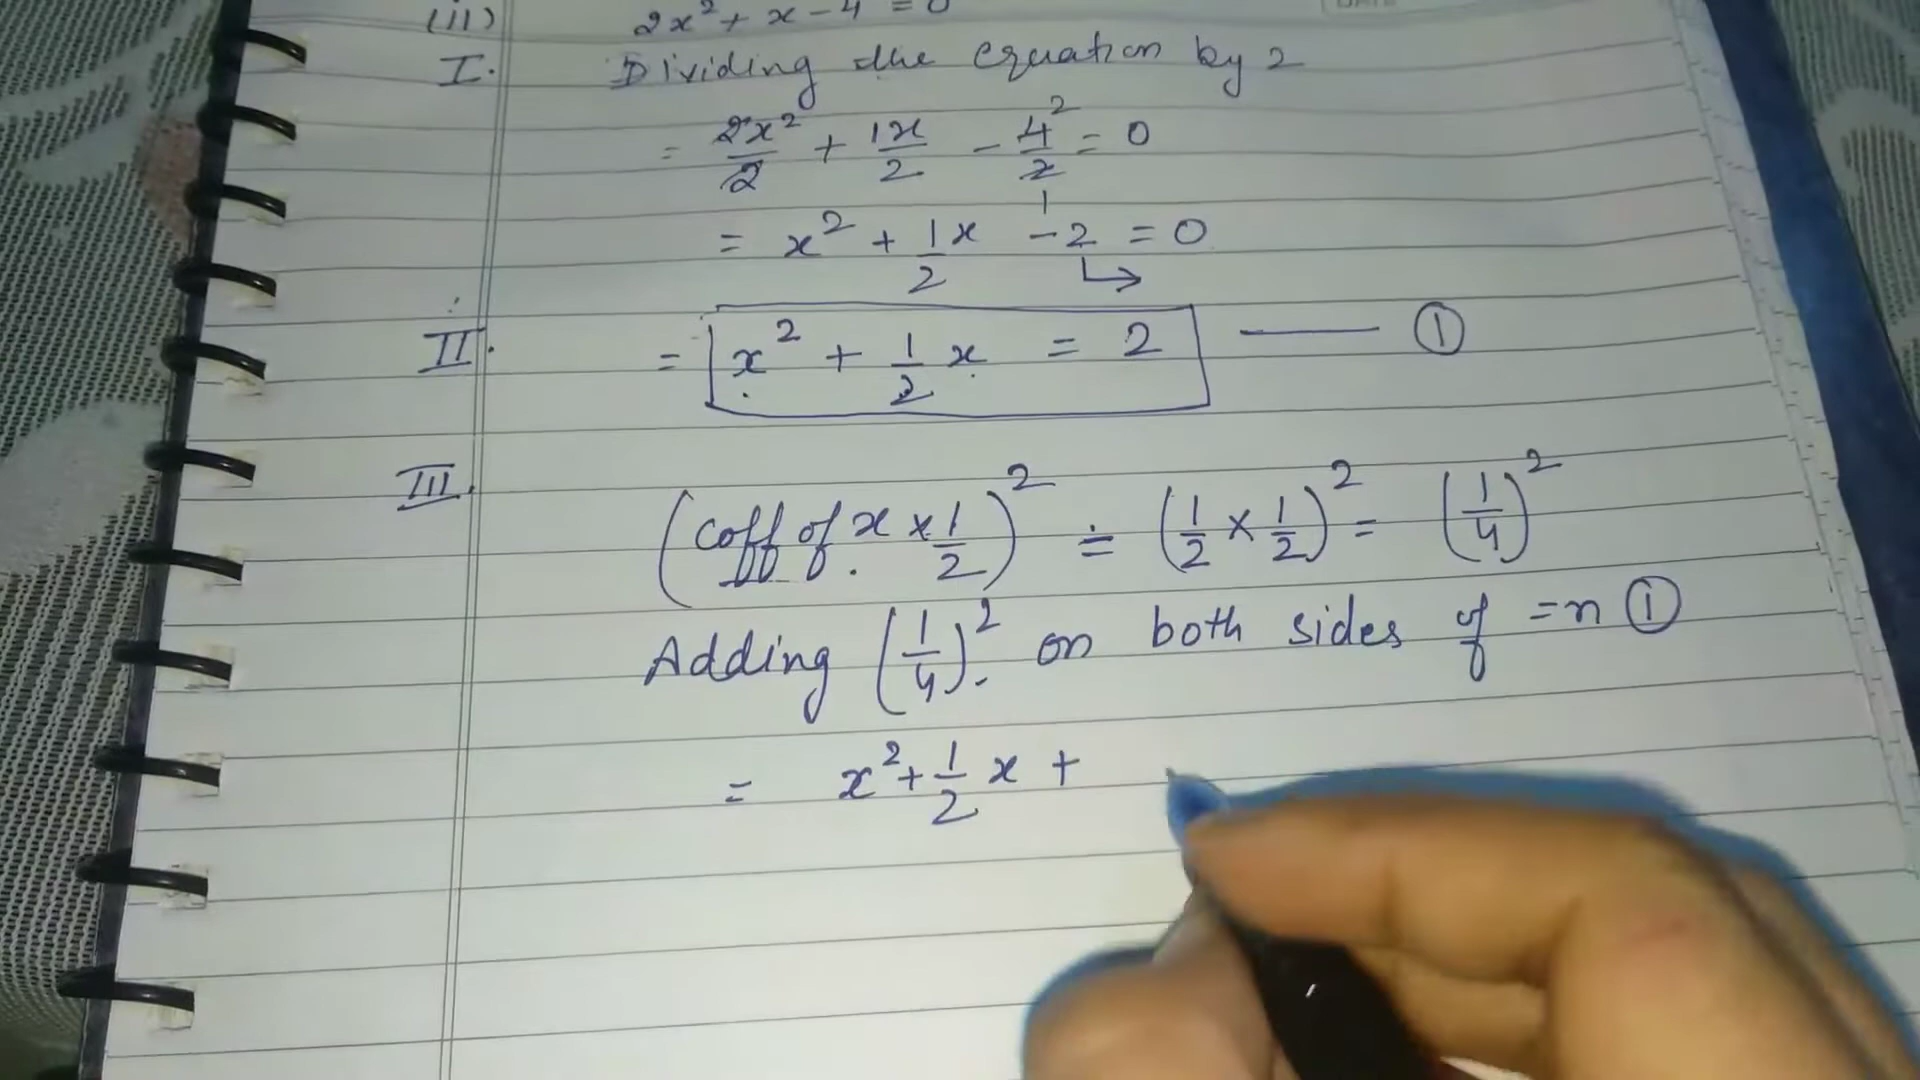 (ii) 2x² + x - 4 = 0
I. Dividing the equation by 2
= 2x²/2 + 1x/2 - 4/2 = 0
= x² + 1/2 x - 2 = 0
II. = x² + 1/2 x = 2 —— ①
III. (Coff of x × 1/2)² = (1/2 × 1/2)² = (1/4)²
Adding (1/4)² on both sides of =n ①
= x² + 1/2 x +